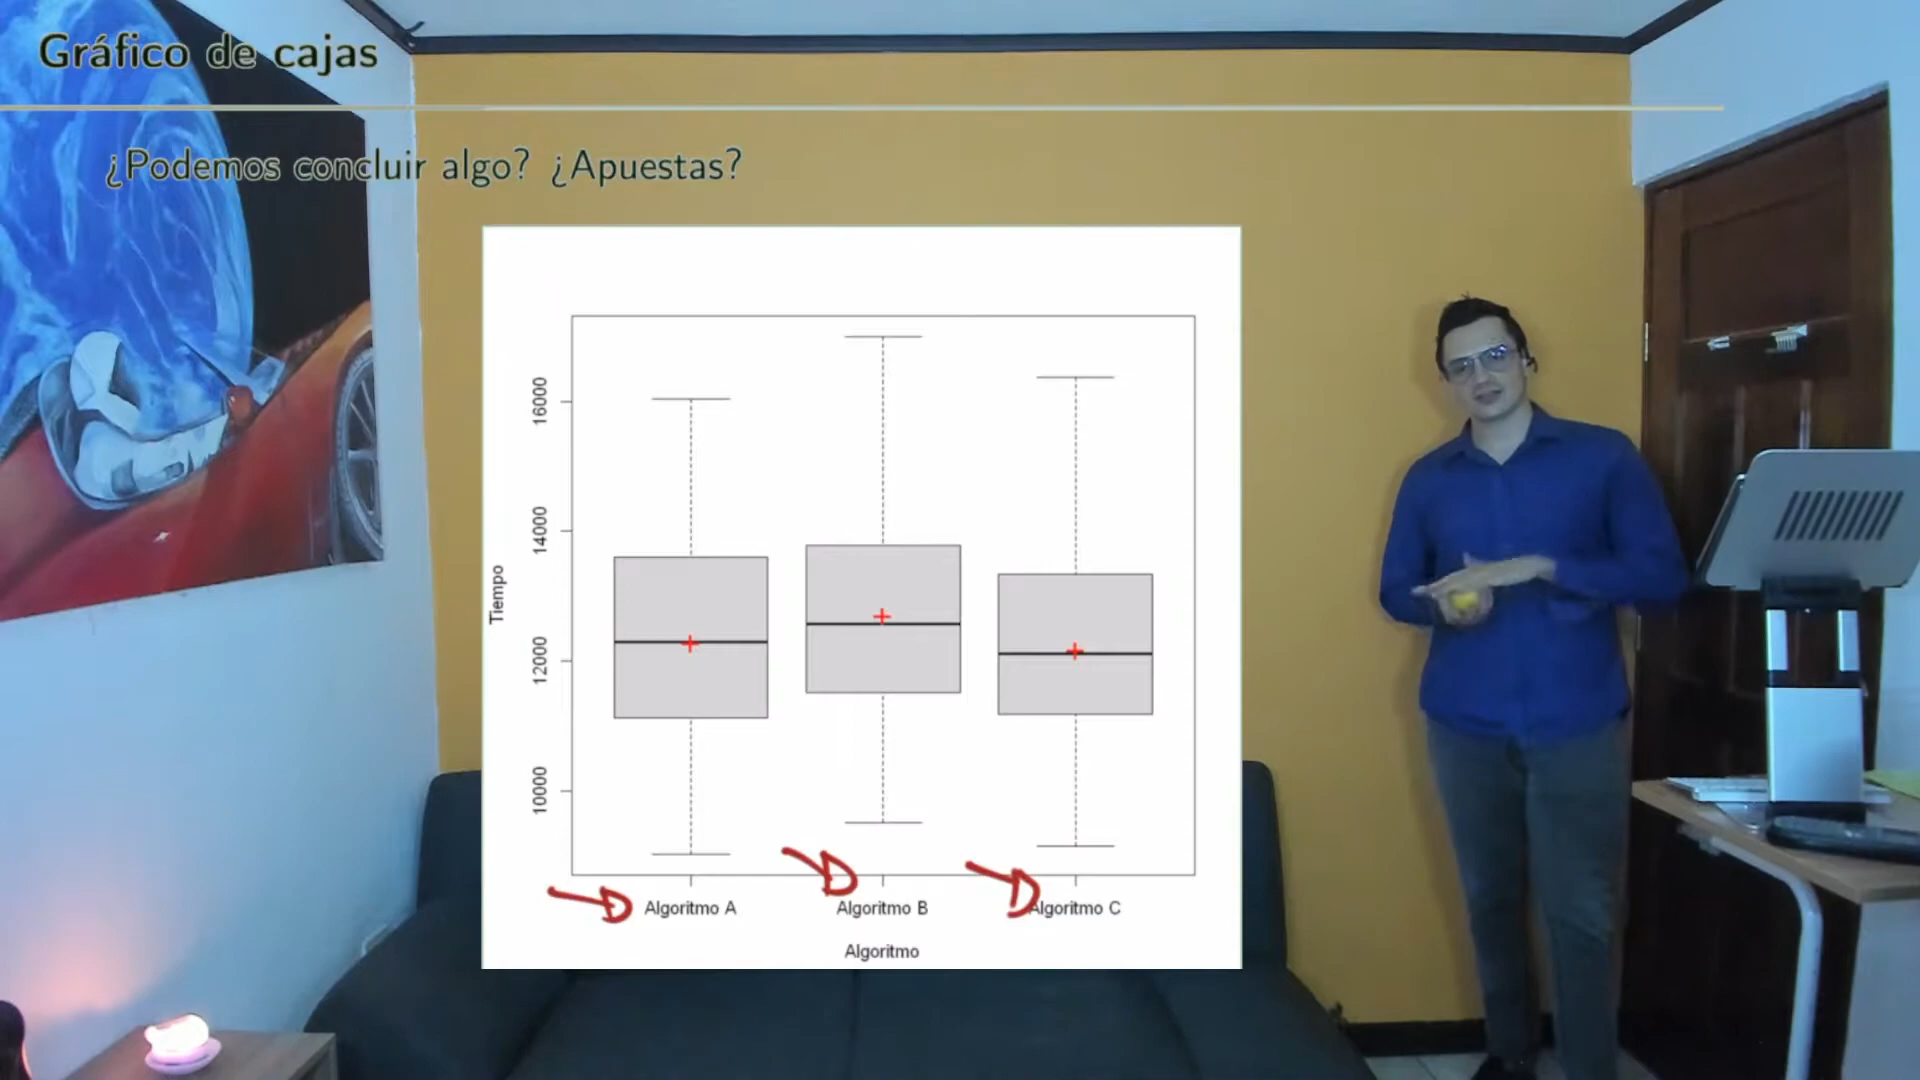 Gráfico de cajas
¿Podemos concluir algo? ¿Apuestas?
16000
14000
12000
10000
Tiempo
Algoritmo A
Algoritmo B
Algoritmo C
Algoritmo